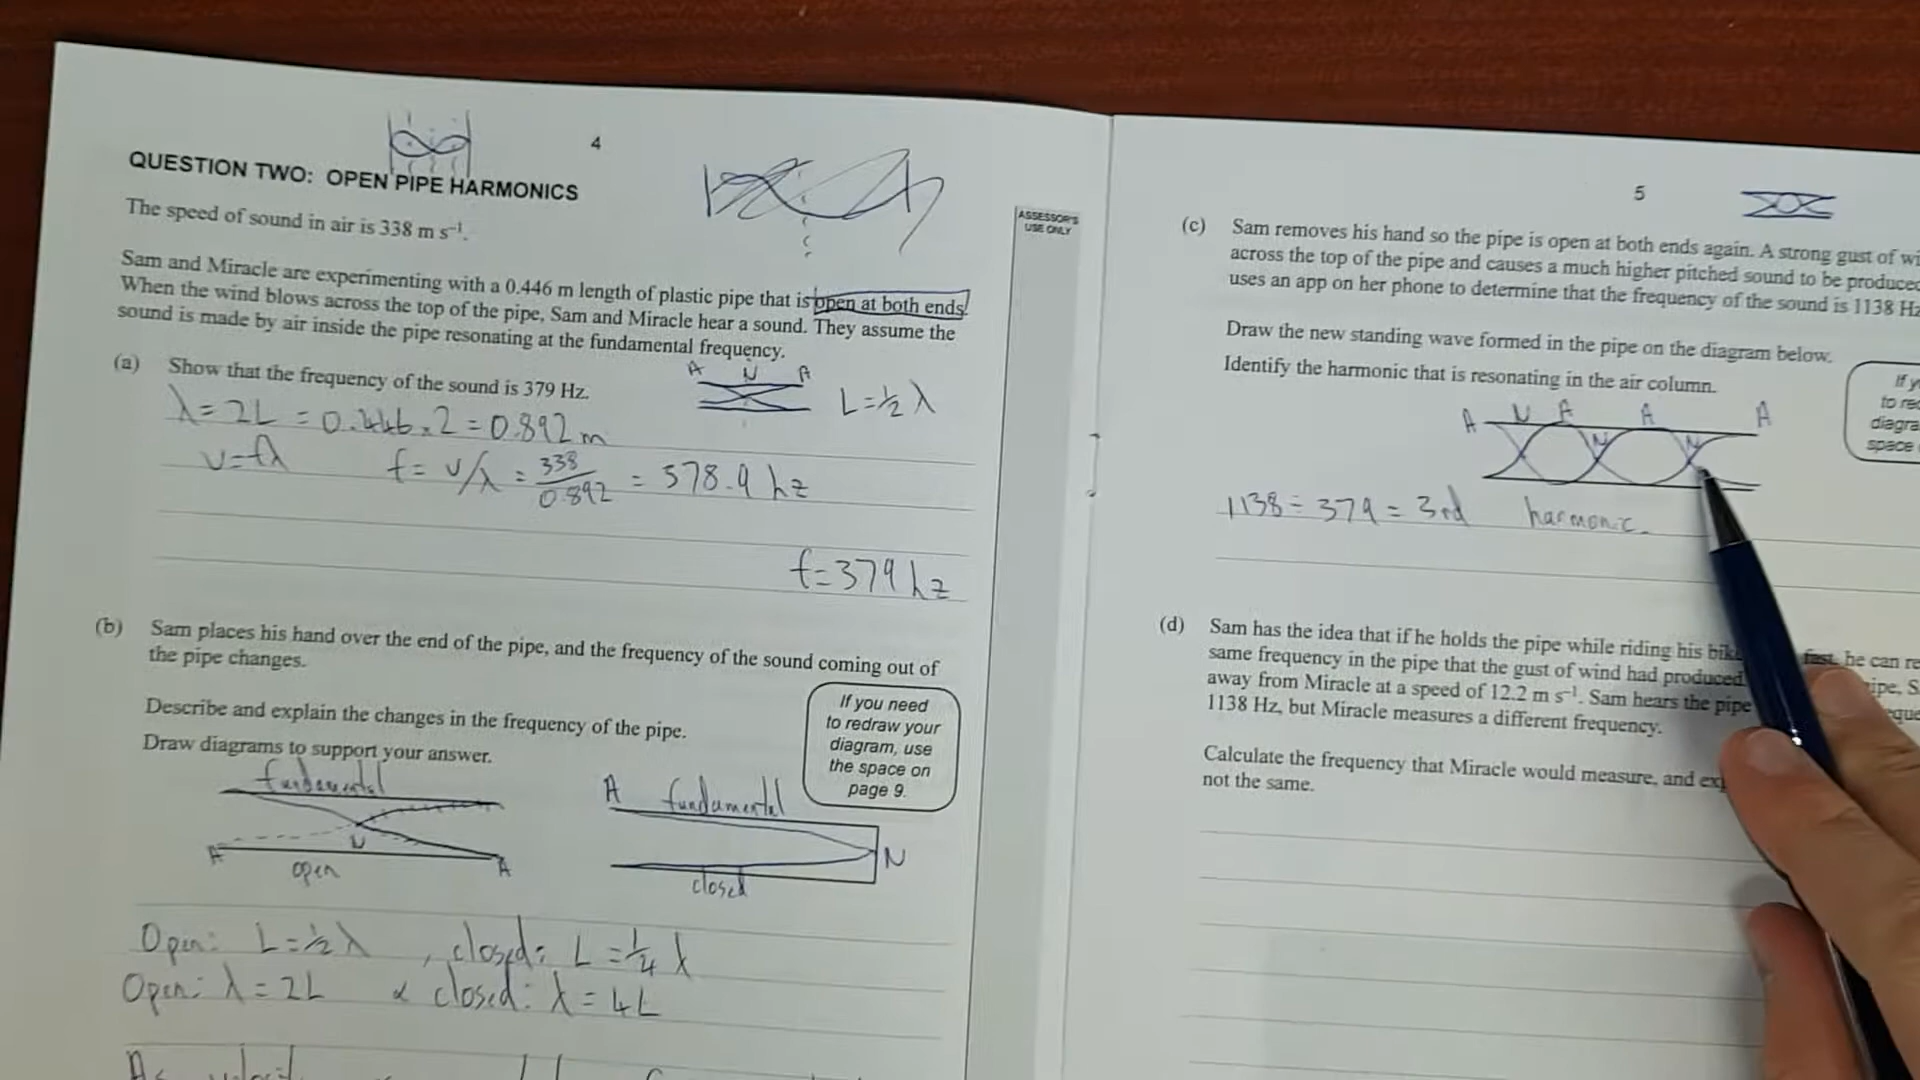 4
QUESTION TWO: OPEN PIPE HARMONICS
The speed of sound in air is 338 m s⁻¹.
Sam and Miracle are experimenting with a 0.446 m length of plastic pipe that is open at both ends.
When the wind blows across the top of the pipe, Sam and Miracle hear a sound. They assume the
sound is made by air inside the pipe resonating at the fundamental frequency.
(a) Show that the frequency of the sound is 379 Hz.
A N A
L=½λ
λ=2L = 0.446×2 = 0.892m
v=fλ f= v/λ = 338/0.892 = 378.9 hz
f=379hz
(b) Sam places his hand over the end of the pipe, and the frequency of the sound coming out of
the pipe changes.
Describe and explain the changes in the frequency of the pipe.
Draw diagrams to support your answer.
If you need
to redraw your
diagram, use
the space on
page 9.
fundamental
A N A
open
A fundamental
N
closed
Open: L=½λ , closed: L=¼λ
Open: λ=2L & closed: λ=4L
ASSESSOR'S
USE ONLY
5
(c) Sam removes his hand so the pipe is open at both ends again. A strong gust of
across the top of the pipe and causes a much higher pitched sound to be produced
uses an app on her phone to determine that the frequency of the sound is 1138 Hz
Draw the new standing wave formed in the pipe on the diagram below.
Identify the harmonic that is resonating in the air column.
If
to
diagra
space
A N A A A
N N
1138÷379=3rd harmonic.
(d) Sam has the idea that if he holds the pipe while riding his fast, he can
same frequency in the pipe that the gust of wind had produced
away from Miracle at a speed of 12.2 m s⁻¹. Sam hears the pipe
1138 Hz, but Miracle measures a different frequency.
Calculate the frequency that Miracle would measure, and
not the same.